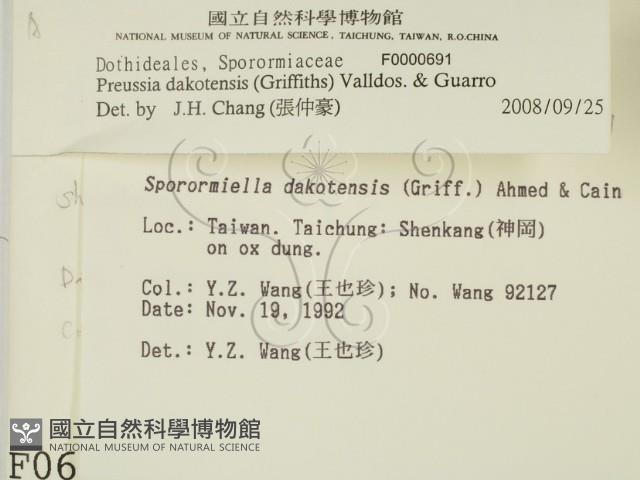 國立自然科學博物館
NATIONAL MUSEUM OF NATURAL SCIENCE, TAICHUNG, TAIWAN, R.O.CHINA
Dothideales, Sporormiaceae F0000691
Preussia dakotensis (Griffiths) Valldos. & Guarro
Det. by J.H. Chang (張仲豪) 2008/09/25
Sporormiella dakotensis (Griff.) Ahmed & Cain
Loc.: Taiwan. Taichung: Shenkang(神岡)
on ox dung.
Col.: Y.Z. Wang(王也珍); No. Wang 92127
Date: Nov. 19, 1992
Det.: Y.Z. Wang(王也珍)
國立自然科學博物館
NATIONAL MUSEUM OF NATURAL SCIENCE
F06